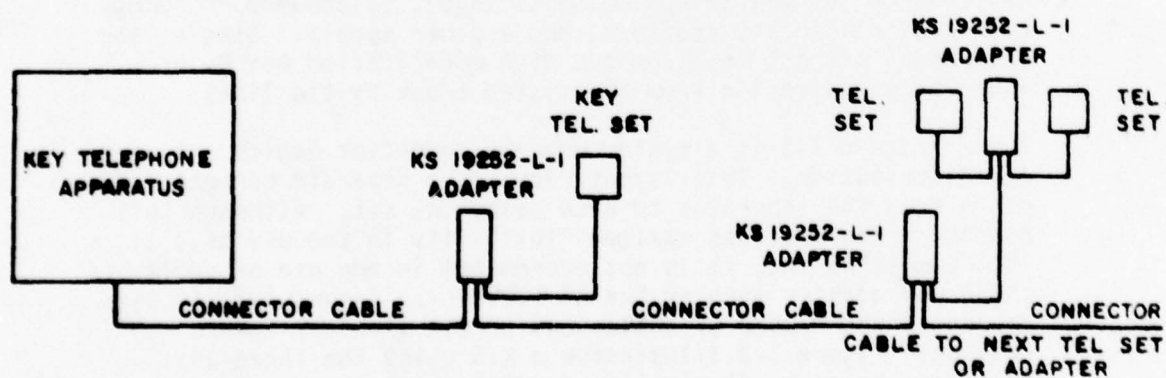 KS 19252-L-1
ADAPTER
KEY
TEL. SET
TEL.
SET
TEL.
SET
KEY TELEPHONE
APPARATUS
KS 19252-L-1
ADAPTER
KS 19252-L-1
ADAPTER
CONNECTOR CABLE
CONNECTOR CABLE
CONNECTOR
CABLE TO NEXT TEL SET
OR ADAPTER